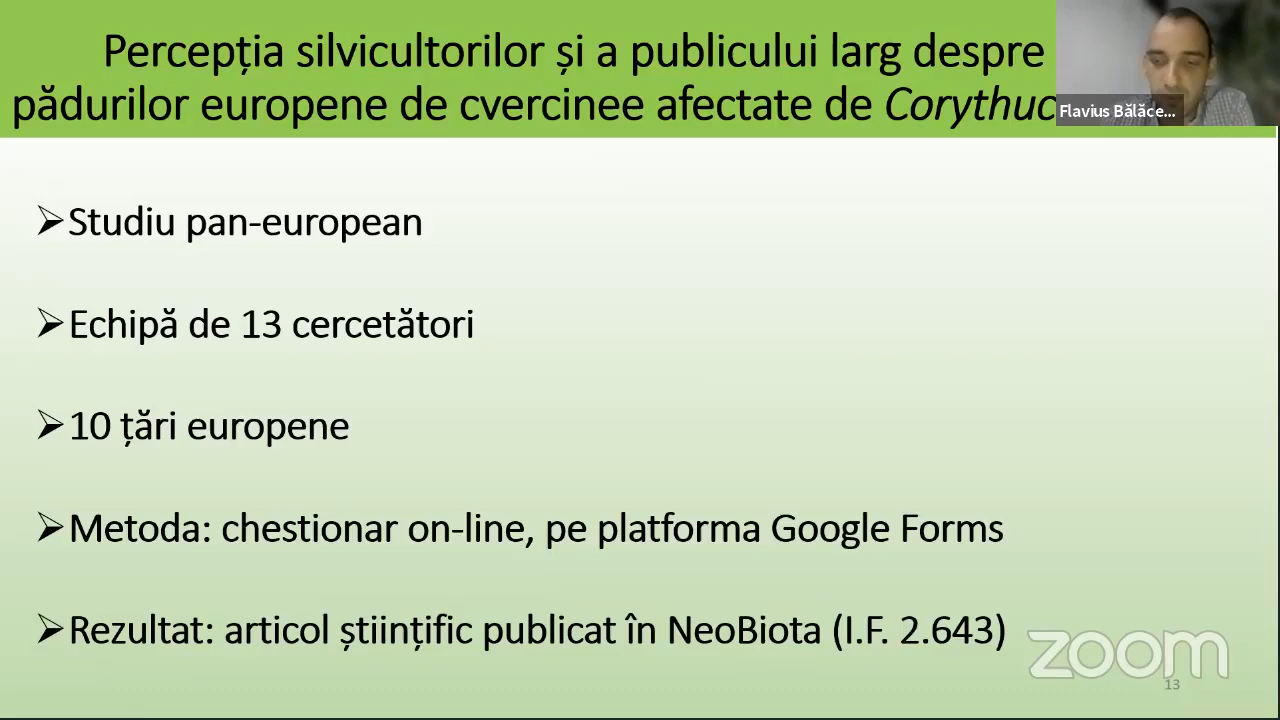 Percepția silvicultorilor și a publicului larg despre
pădurilor europene de cvercinee afectate de Corythuc
Flavius Bălăce...
➢Studiu pan-european
➢Echipă de 13 cercetători
➢10 țări europene
➢Metoda: chestionar on-line, pe platforma Google Forms
➢Rezultat: articol științific publicat în NeoBiota (I.F. 2.643)
zoom
13